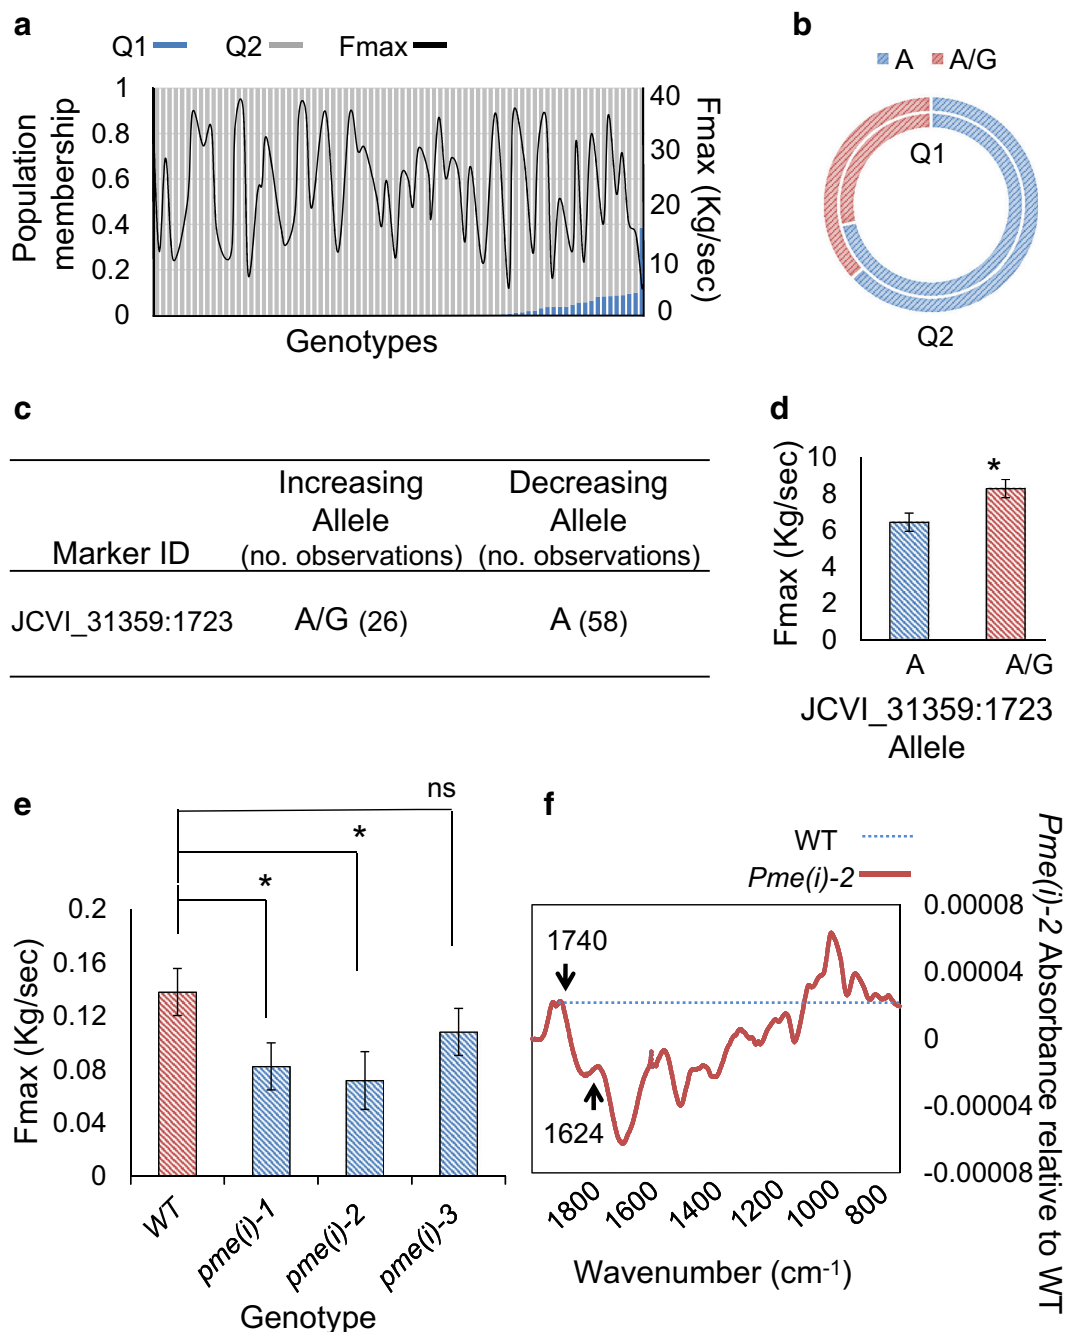 a
Q1 Q2 Fmax
Population membership
1
0.8
0.6
0.4
0.2
0
40
30
20
10
0
Fmax (Kg/sec)
Genotypes
b
A A/G
Q1
Q2
c
Marker ID
Increasing Allele (no. observations)
Decreasing Allele (no. observations)
JCVI_31359:1723 A/G (26) A (58)
d
Fmax (Kg/sec)
10
8
6
4
2
0
*
A A/G
JCVI_31359:1723
Allele
e
ns
*
*
Fmax (Kg/sec)
0.2
0.16
0.12
0.08
0.04
0
WT pme(i)-1 pme(i)-2 pme(i)-3
Genotype
f
WT
Pme(i)-2
1740
1624
0.00008
0.00004
0
-0.00004
-0.00008
Pme(i)-2 Absorbance relative to WT
1800 1600 1400 1200 1000 800
Wavenumber (cm-1)